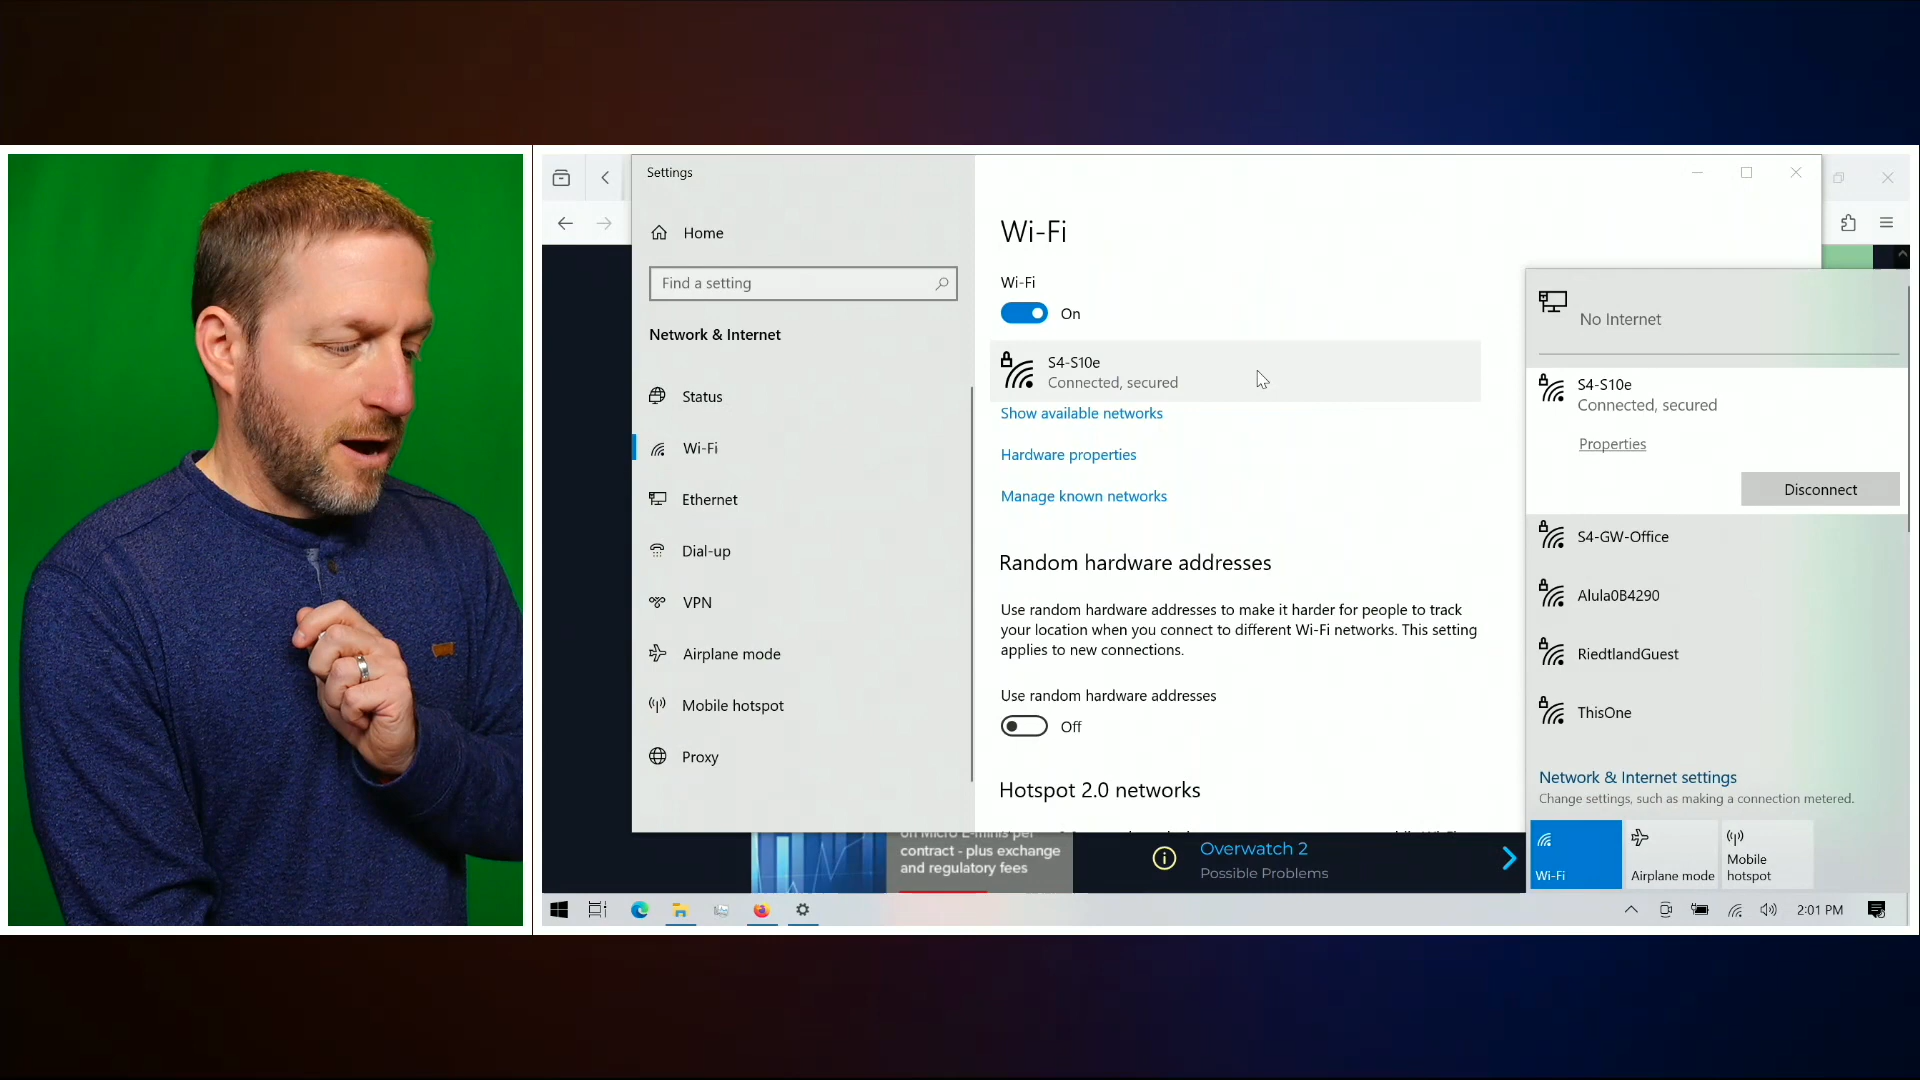 Settings
Home
Find a setting
Network & Internet
Status
Wi-Fi
Ethernet
Dial-up
VPN
Airplane mode
Mobile hotspot
Proxy
Wi-Fi
Wi-Fi
On
S4-S10e
Connected, secured
Show available networks
Hardware properties
Manage known networks
Random hardware addresses
Use random hardware addresses to make it harder for people to track
your location when you connect to different Wi-Fi networks. This setting
applies to new connections.
Use random hardware addresses
Off
Hotspot 2.0 networks
No Internet
S4-S10e
Connected, secured
Properties
Disconnect
S4-GW-Office
Alula0B4290
RiedtlandGuest
ThisOne
Network & Internet settings
Change settings, such as making a connection metered.
Wi-Fi
Airplane mode
Mobile
hotspot
on Micro E-minis per
contract - plus exchange
and regulatory fees
Overwatch 2
Possible Problems
2:01 PM